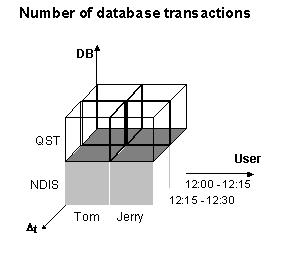 Number of database transactions
DB
QST
User
NDIS
12:00 - 12:15
12:15 - 12:30
Δt
Tom Jerry